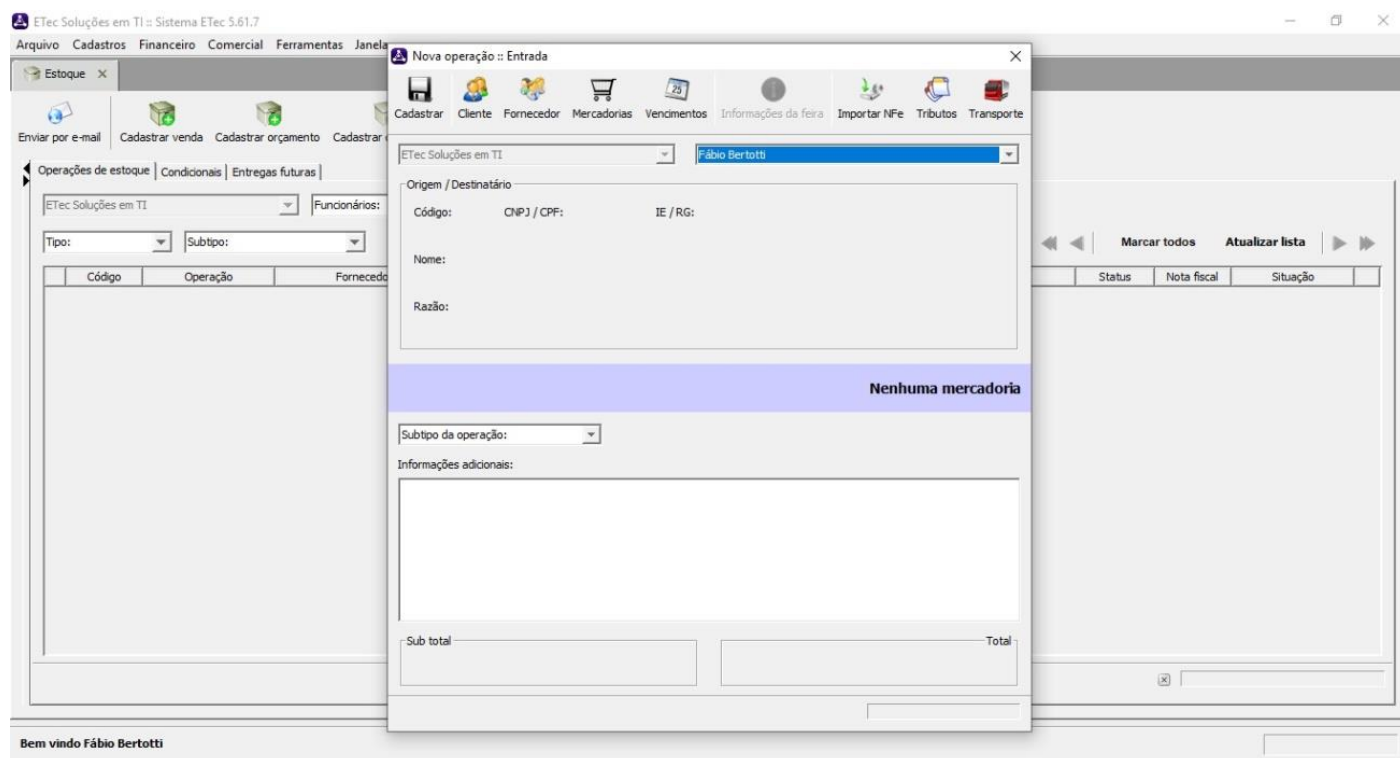 ETec Soluções em TI :: Sistema ETec 5.61.7
Arquivo Cadastros Financeiro Comercial Ferramentas Janela
Estoque
Enviar por e-mail Cadastrar venda Cadastrar orçamento Cadastrar
Operações de estoque Condicionais Entregas futuras
ETec Soluções em TI Funcionários:
Tipo: Subtipo: Marcar todos Atualizar lista
Código Operação Fornecedo Status Nota fiscal Situação
Nova operação :: Entrada
Cadastrar Cliente Fornecedor Mercadorias Vencimentos Informações da feira Importar NFe Tributos Transporte
25
ETec Soluções em TI Fábio Bertotti
Origem / Destinatário
Código: CNPJ / CPF: IE / RG:
Nome:
Razão:
Nenhuma mercadoria
Subtipo da operação:
Informações adicionais:
Sub total Total
Bem vindo Fábio Bertotti